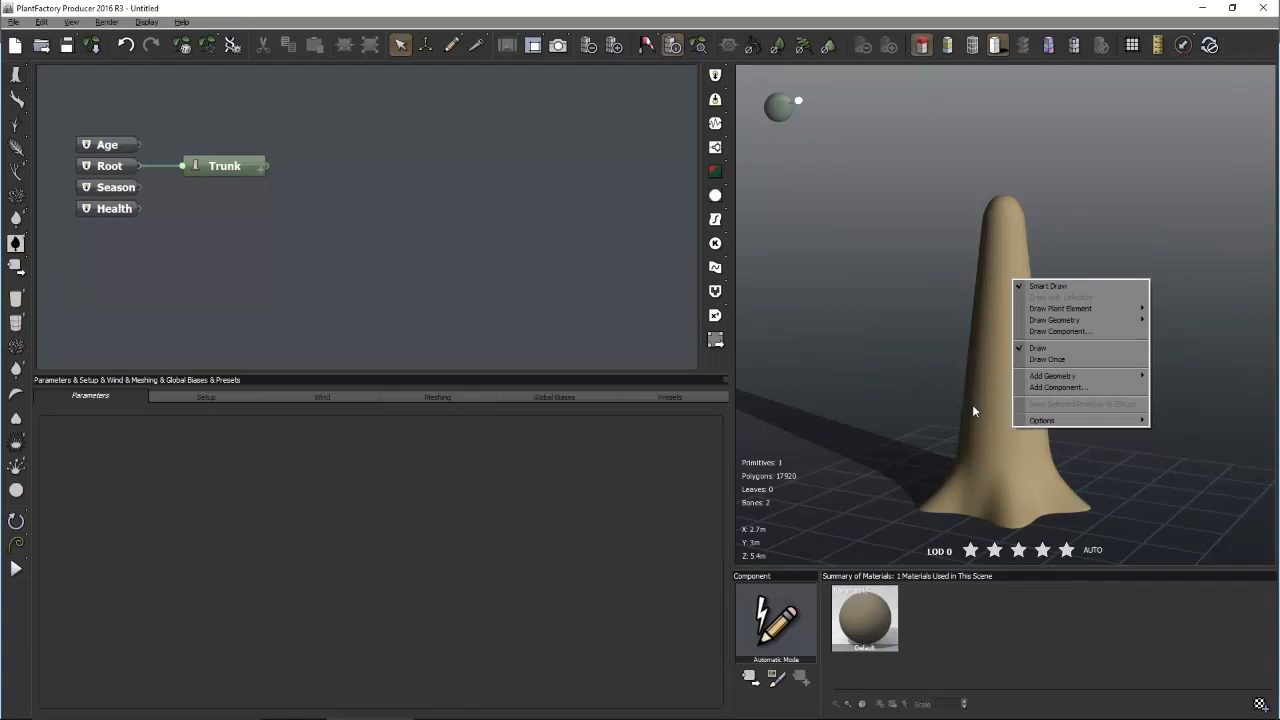 PlantFactory Producer 2016 R3 - Untitled
File Edit View Render Display Help
Age
Root
Trunk
Season
Health
Smart Draw
Draw with Selection
Draw Plant Element
Draw Geometry
Draw Component...
Draw
Draw Once
Add Geometry
Add Component...
Options
Parameters & Setup & Wind & Meshing & Global Biases & Presets
Parameters Setup Wind Meshing Global Biases Presets
Primitives: 1
Polygons: 17920
Leaves: 0
Bones: 2
X: 2.7m
Y: 3m
Z: 5.4m
LOD 0 AUTO
Component
Summary of Materials: 1 Materials Used in This Scene
Default
Automatic Mode
Scale